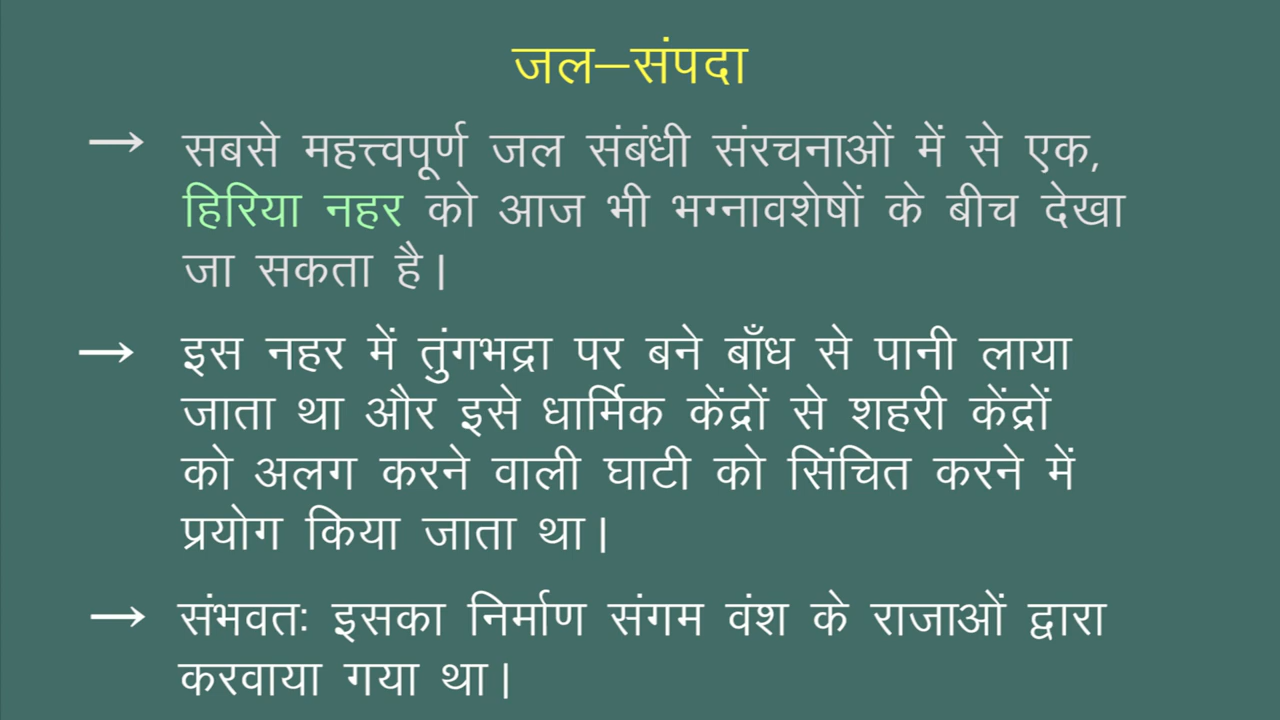 जल–संपदा
→ सबसे महत्त्वपूर्ण जल संबंधी संरचनाओं में से एक,
हिरिया नहर को आज भी भग्नावशेषों के बीच देखा
जा सकता है।
→ इस नहर में तुंगभद्रा पर बने बाँध से पानी लाया
जाता था और इसे धार्मिक केंद्रों से शहरी केंद्रों
को अलग करने वाली घाटी को सिंचित करने में
प्रयोग किया जाता था।
→ संभवतः इसका निर्माण संगम वंश के राजाओं द्वारा
करवाया गया था।